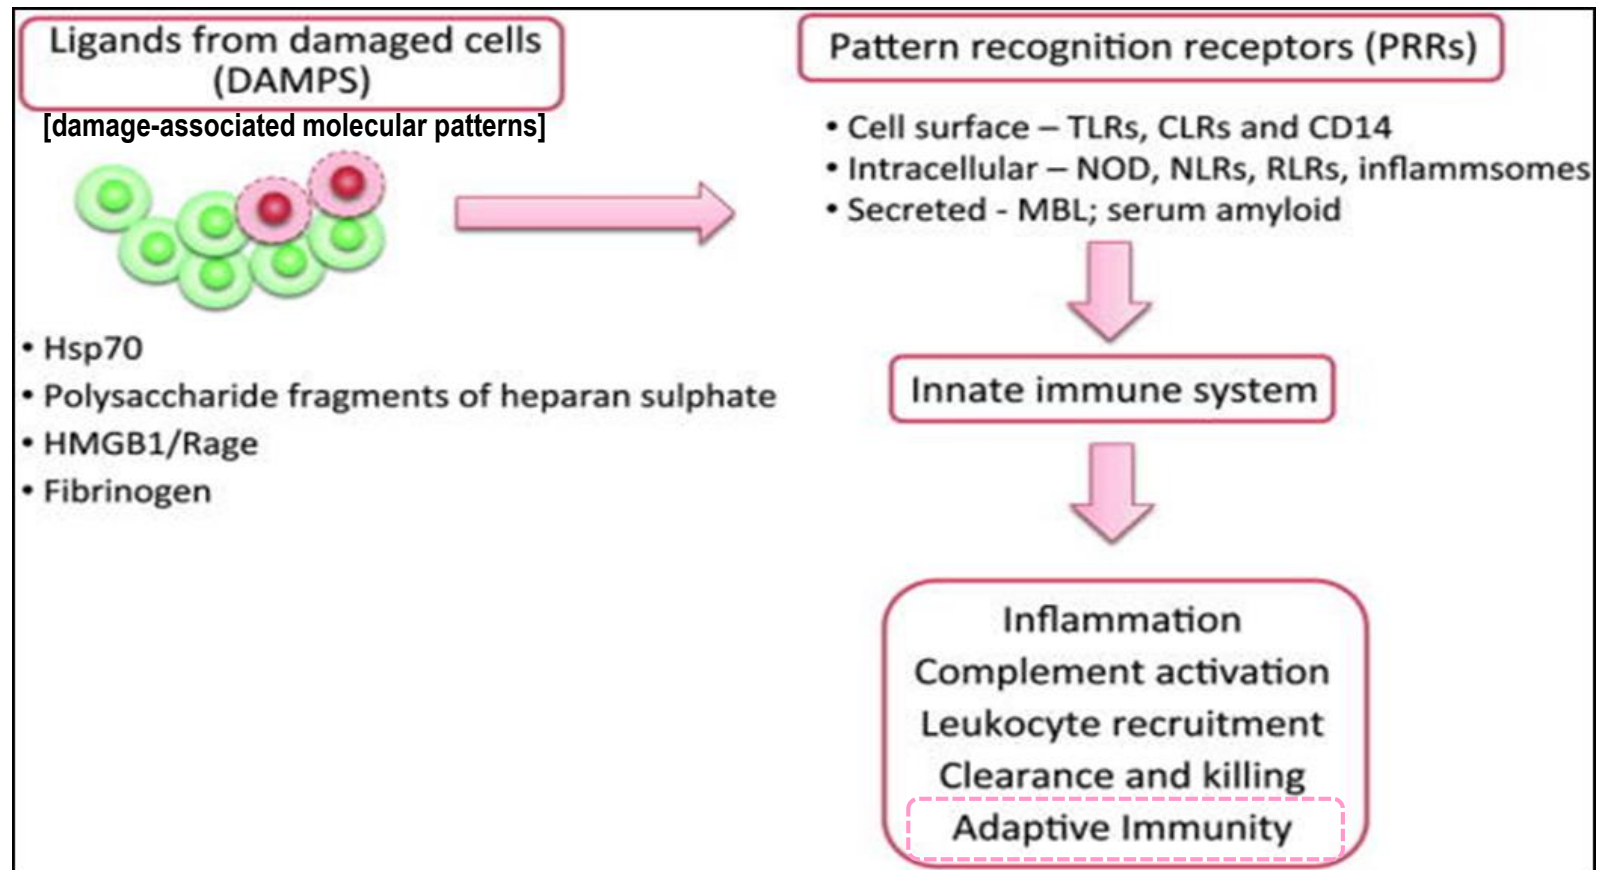 Ligands from damaged cells
(DAMPS)
[damage-associated molecular patterns]
• Hsp70
• Polysaccharide fragments of heparan sulphate
• HMGB1/Rage
• Fibrinogen
Pattern recognition receptors (PRRs)
• Cell surface – TLRs, CLRs and CD14
• Intracellular – NOD, NLRs, RLRs, inflammsomes
• Secreted - MBL; serum amyloid
Innate immune system
Inflammation
Complement activation
Leukocyte recruitment
Clearance and killing
Adaptive Immunity